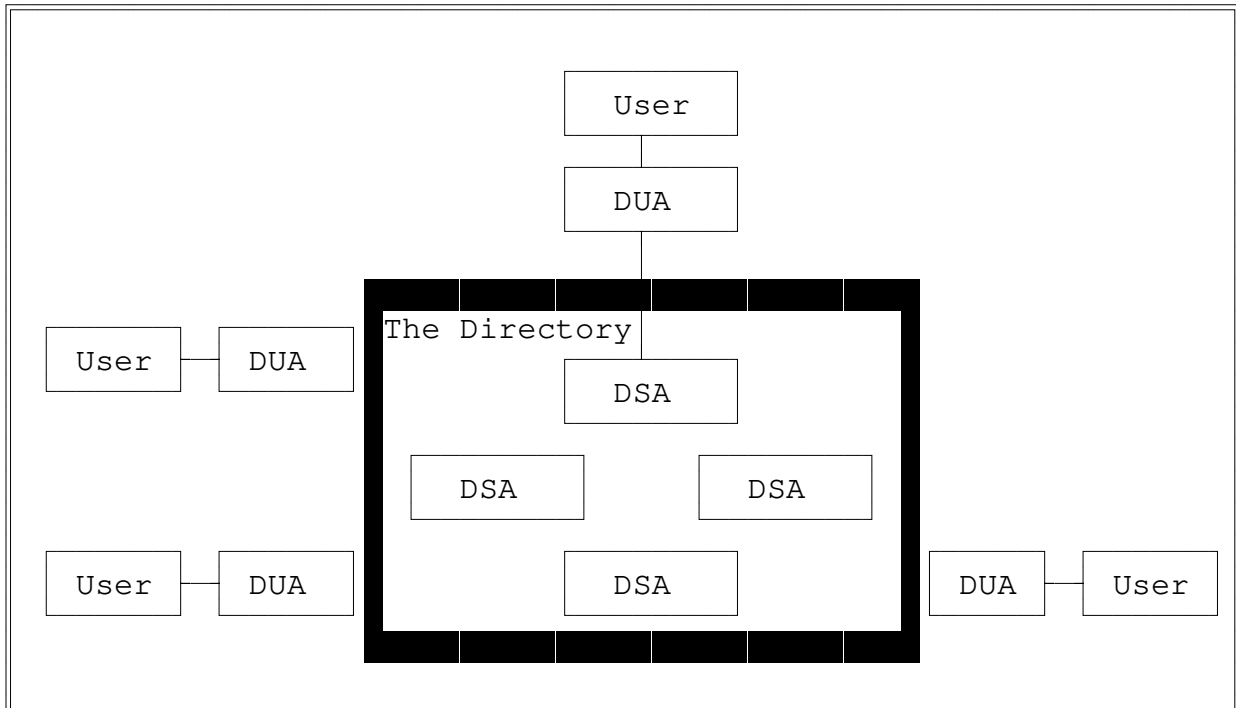 User
DUA
The Directory
User DUA
DSA
DSA DSA
User DUA DSA DUA User